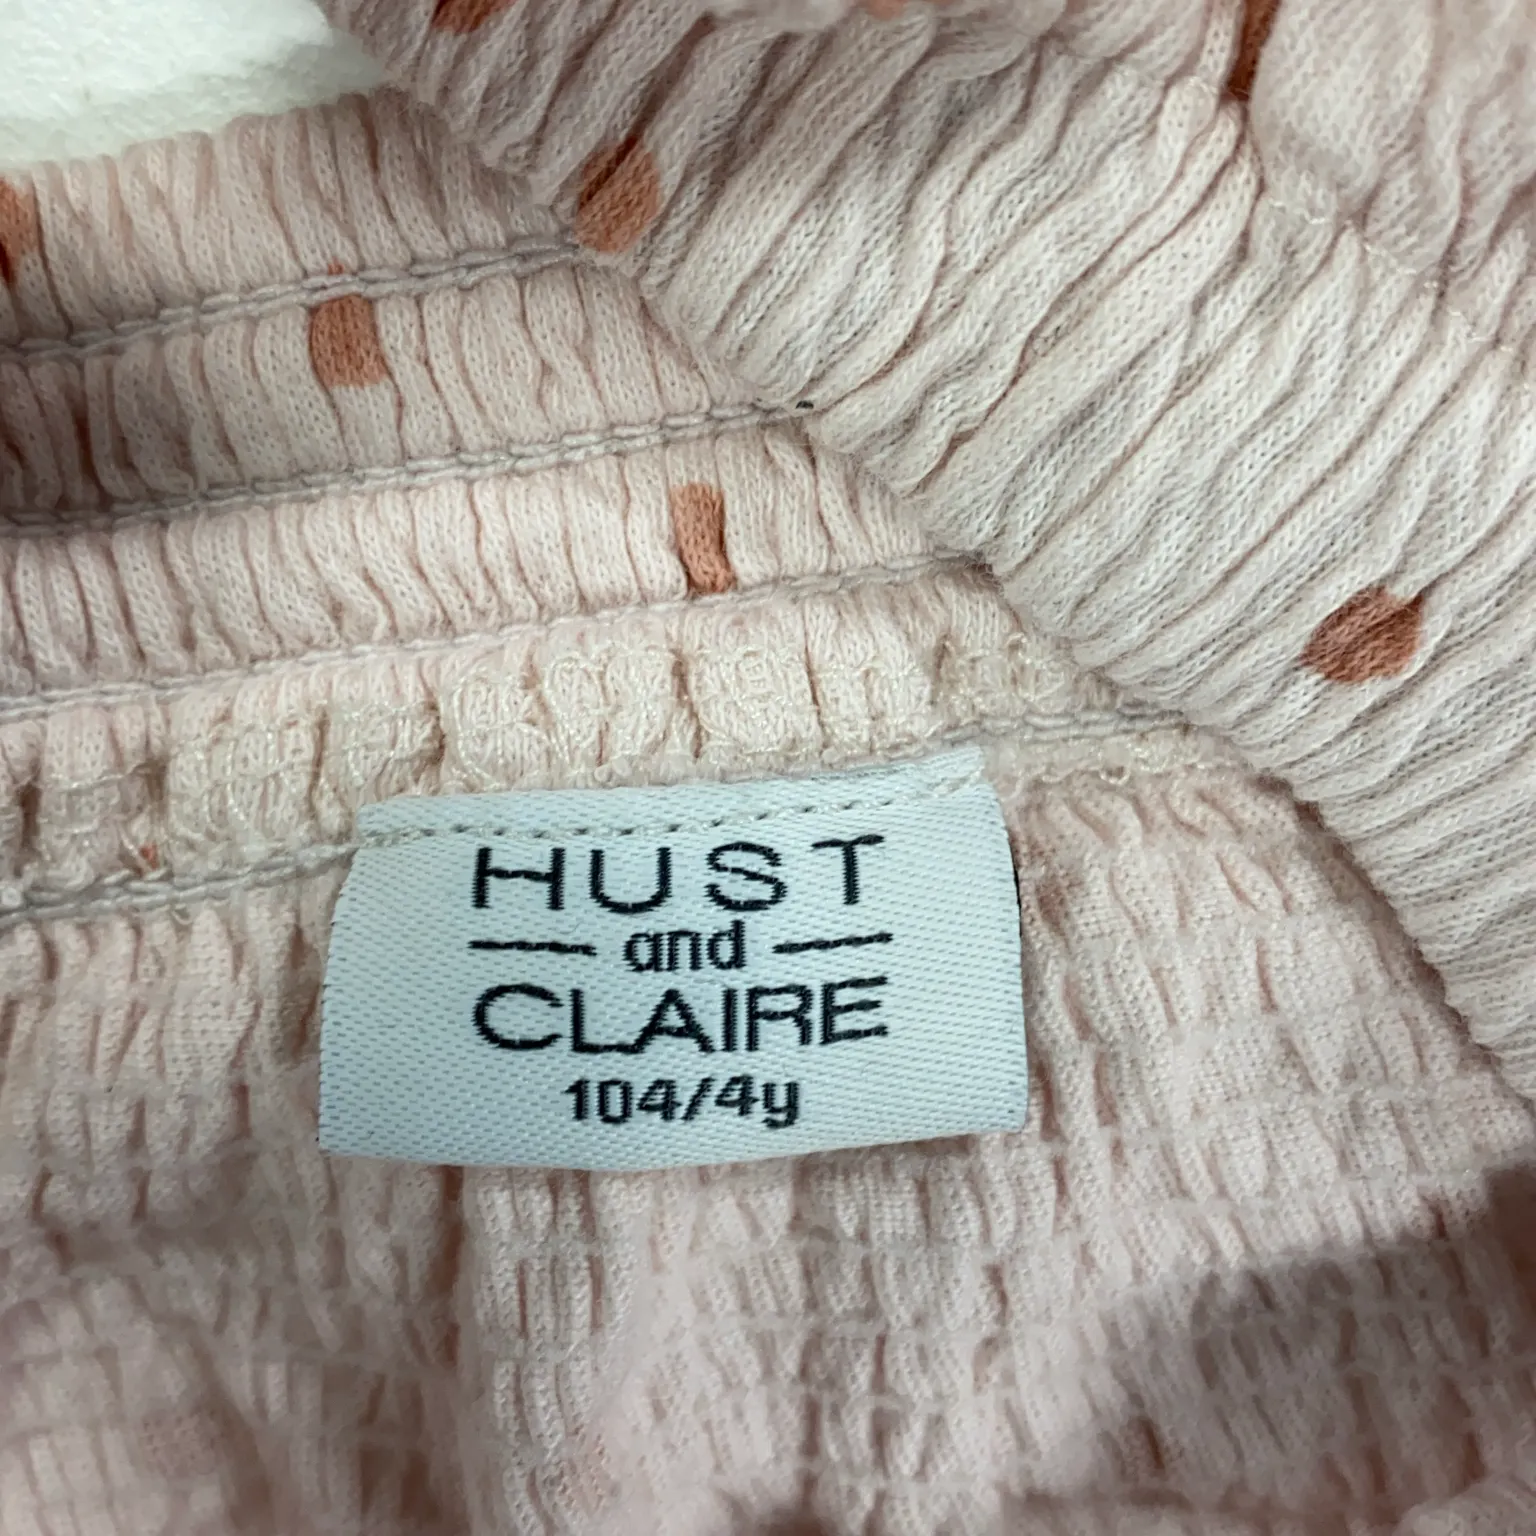 HUST
and
CLAIRE
104/4y